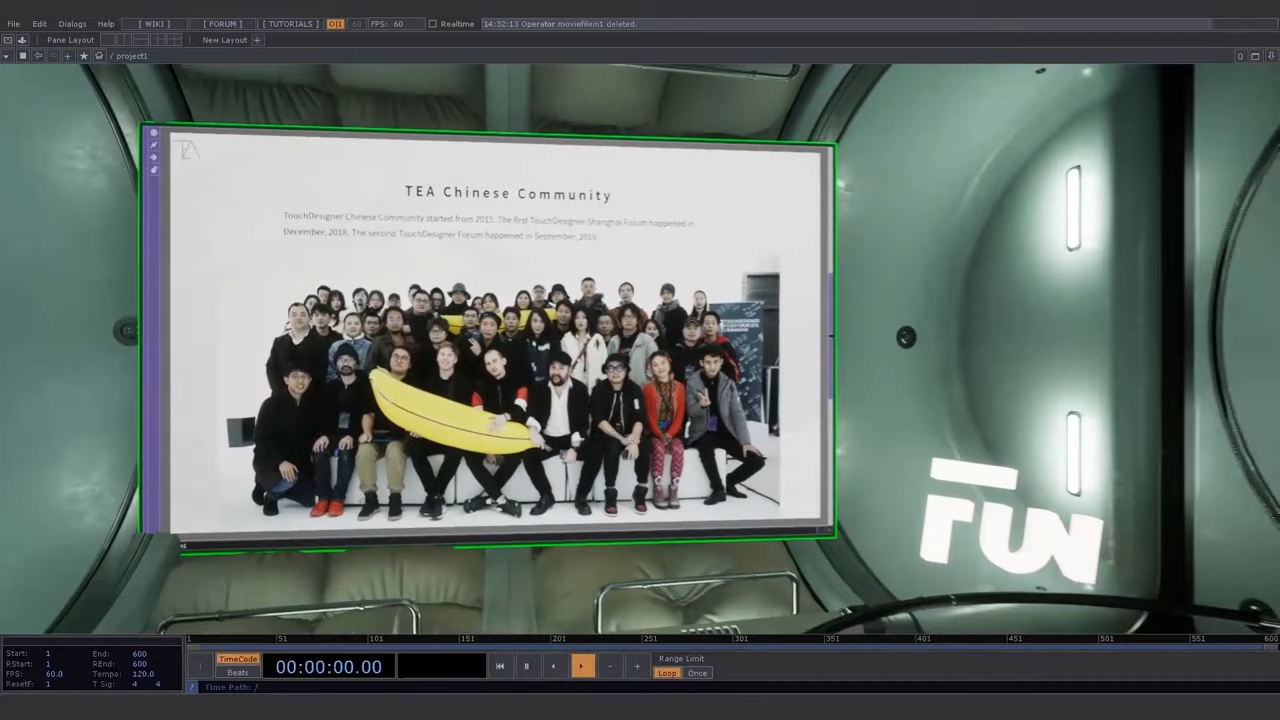 File Edit Dialogs Help [ WIKI ] [ FORUM ] [ TUTORIALS ] O|I 60 FPS: 60 Realtime 14:32:13 Operator moviefilein1 deleted.
Pane Layout New Layout +
/ project1
TEA
TEA Chinese Community
TouchDesigner Chinese Community started from 2015. The first TouchDesigner Shanghai Forum happened in
December, 2018. The second TouchDesigner Forum happened in September, 2019
FUN
1 51 101 151 201 251 301 351 401 451 501 551 600
Start: 1 End: 600
RStart: 1 REnd: 600
FPS: 60.0 Tempo: 120.0
ResetF: 1 T Sig: 4 4
TimeCode
Beats
00:00:00.00
Range Limit
Loop Once
/ Time Path: /